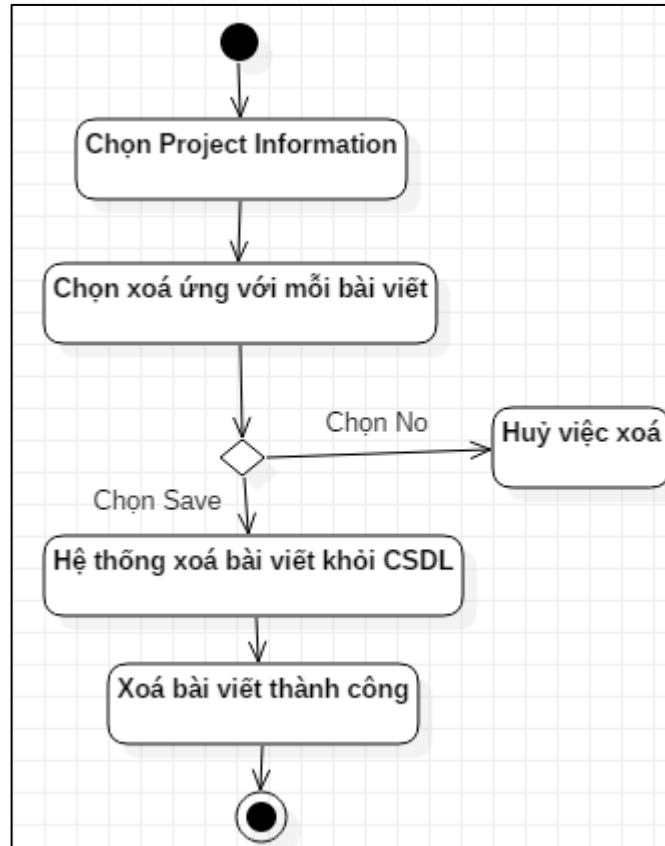 Chọn Project Information
Chọn xoá ứng với mỗi bài viết
Chọn No
Huỷ việc xoá
Chọn Save
Hệ thống xoá bài viết khỏi CSDL
Xoá bài viết thành công